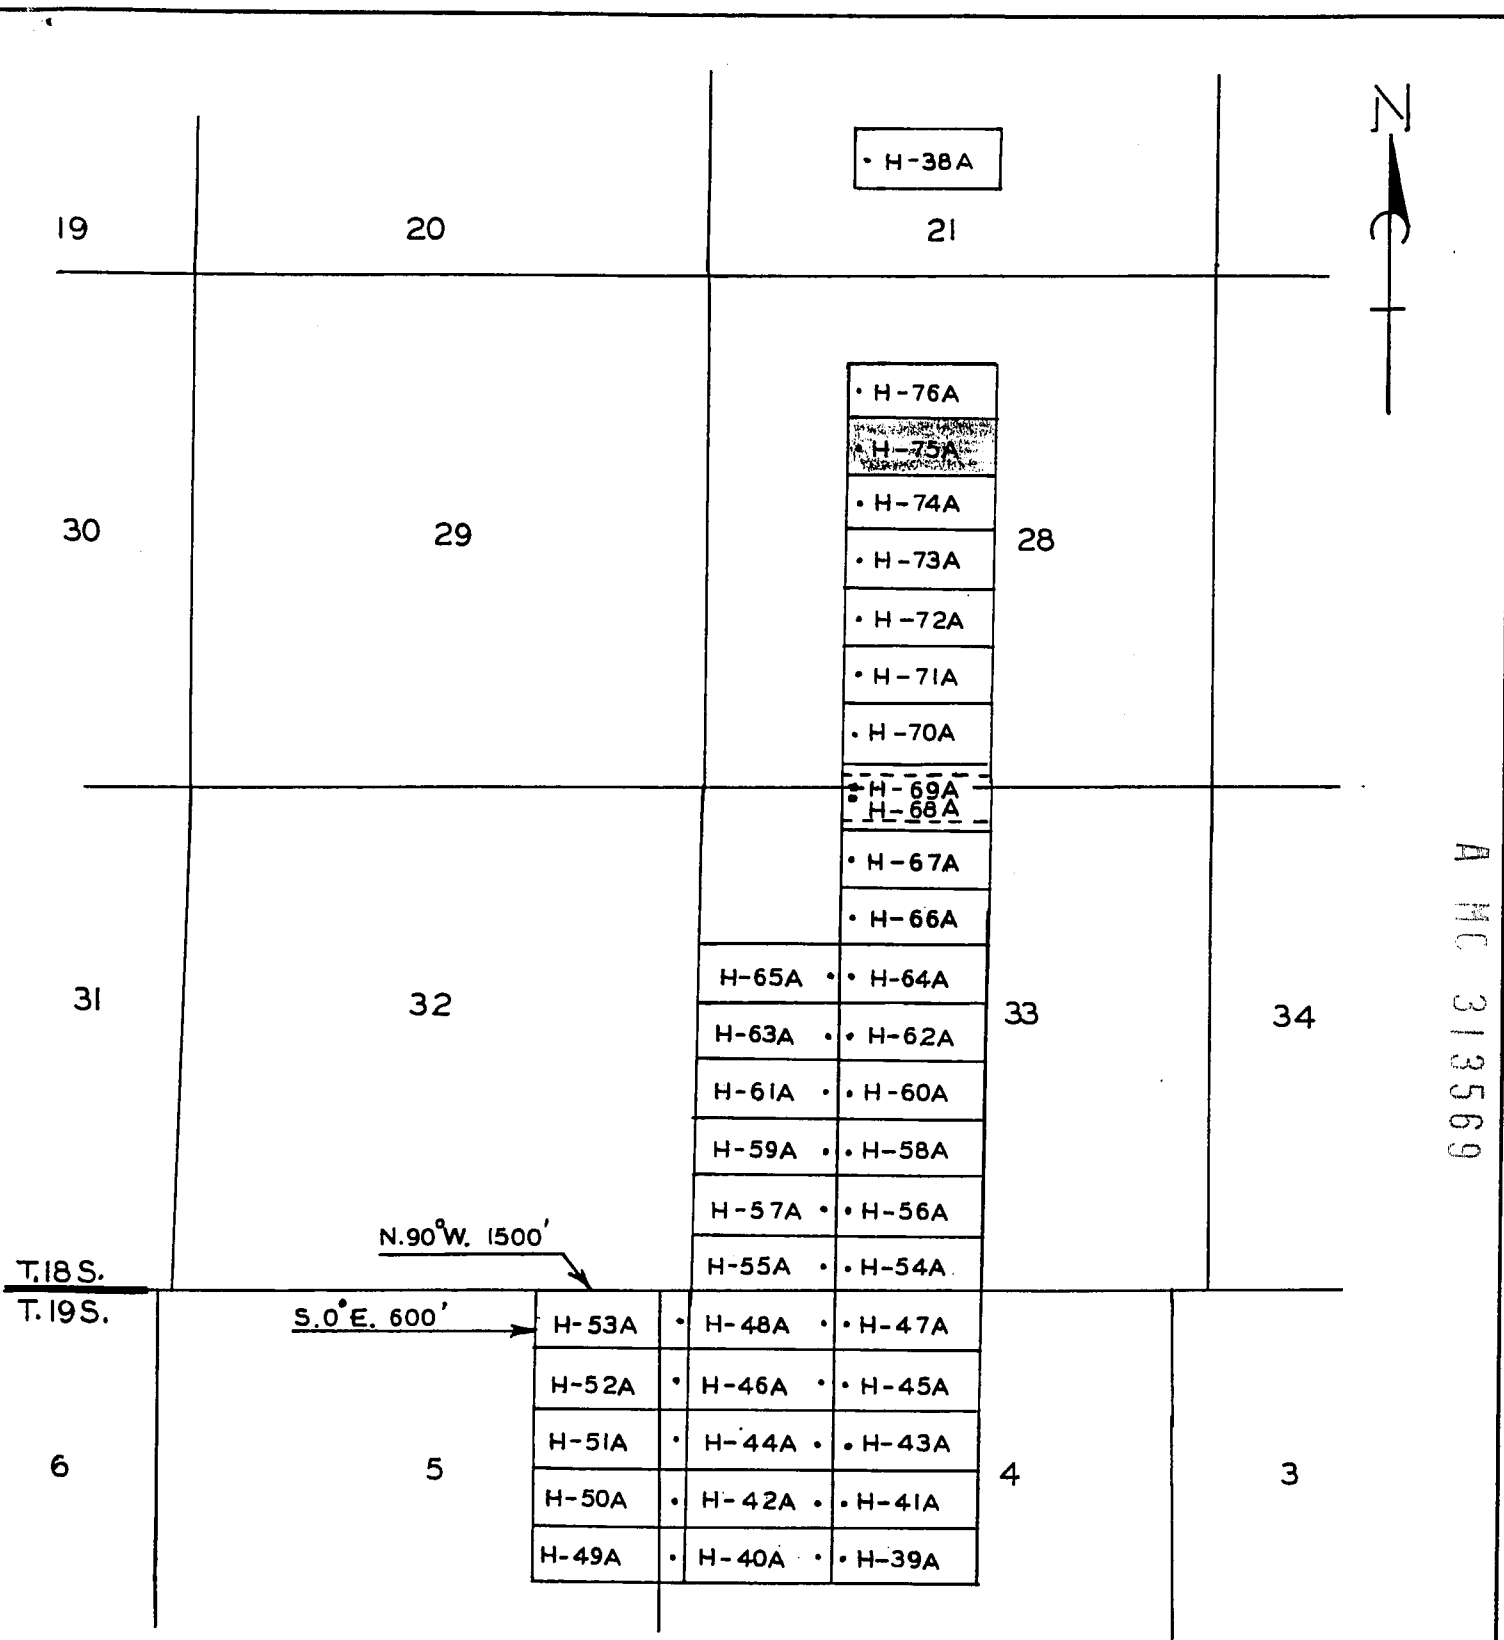 N
H-38A
19 20 21
H-76A
H-75A
H-74A
30 29 28
H-73A
H-72A
H-71A
H-70A
H-69A
H-68A
H-67A
H-66A
H-65A H-64A
31 32 33 34
H-63A H-62A
H-61A H-60A
H-59A H-58A
H-57A H-56A
N.90°W. 1500'
H-55A H-54A
T.18S.
T.19S.
S.0°E. 600'
H-53A H-48A H-47A
H-52A H-46A H-45A
H-51A H-44A H-43A
6 5 4 3
H-50A H-42A H-41A
H-49A H-40A H-39A
A MC 313569